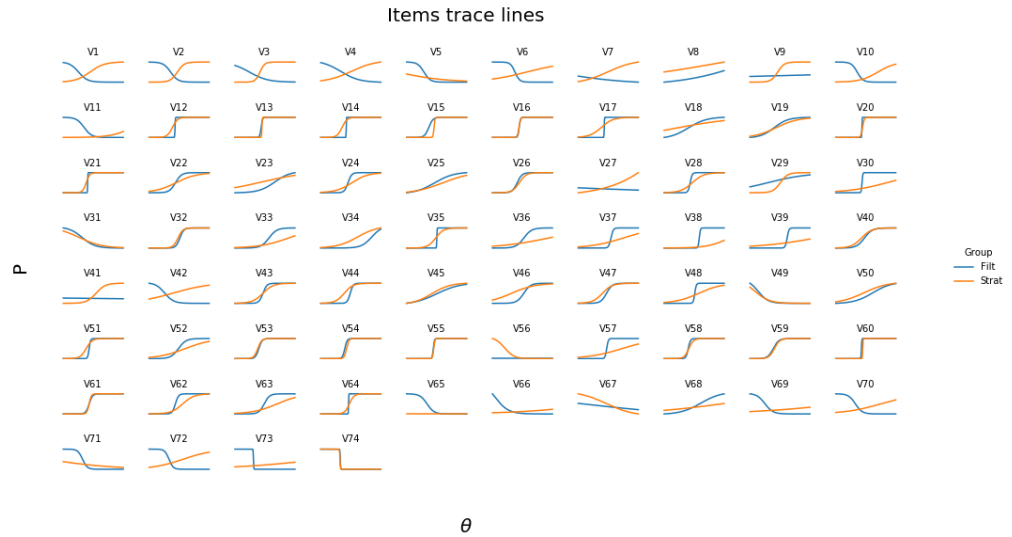 Items trace lines
V1 V2 V3 V4 V5 V6 V7 V8 V9 V10
V11 V12 V13 V14 V15 V16 V17 V18 V19 V20
V21 V22 V23 V24 V25 V26 V27 V28 V29 V30
V31 V32 V33 V34 V35 V36 V37 V38 V39 V40
P
Group
Filt
Strat
V41 V42 V43 V44 V45 V46 V47 V48 V49 V50
V51 V52 V53 V54 V55 V56 V57 V58 V59 V60
V61 V62 V63 V64 V65 V66 V67 V68 V69 V70
V71 V72 V73 V74
θ